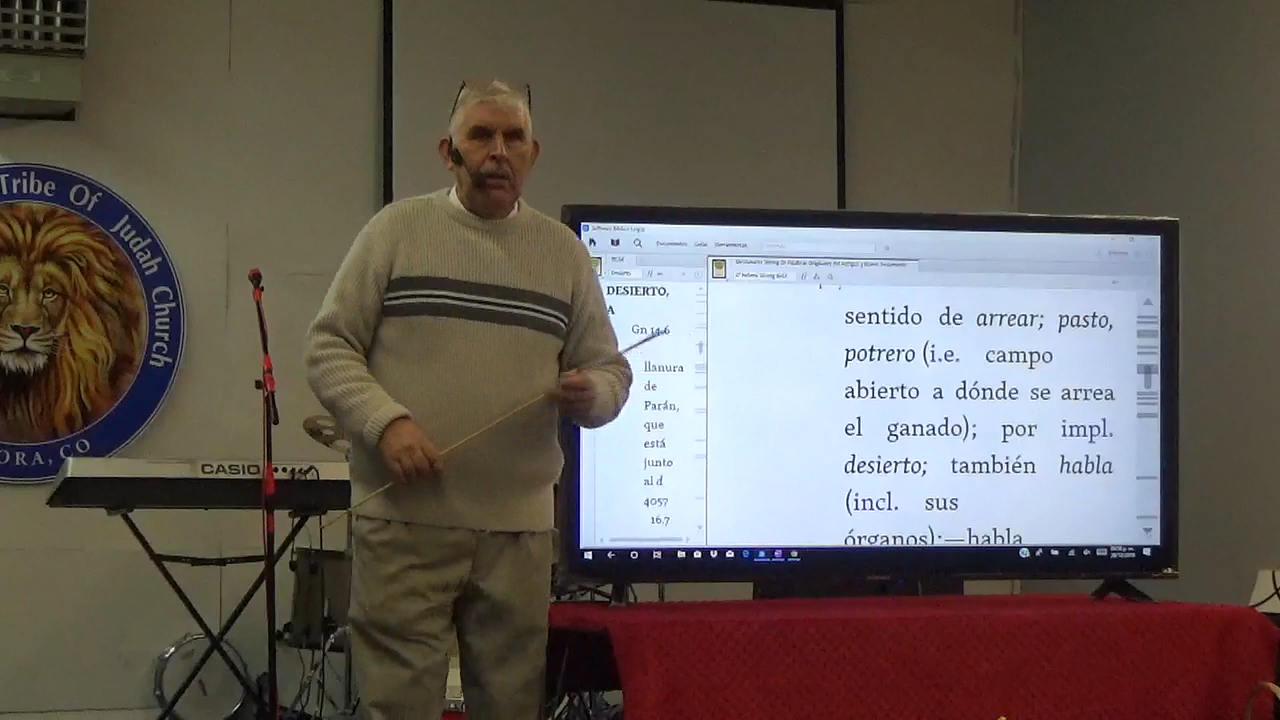 Tribe Of Judah Church
ORA, CO
CASIO
DESIERTO,
A
Gn 14.6
llanura
de
Parán,
que
está
junto
al d
4057
16.7
sentido de arrear; pasto,
potrero (i.e. campo
abierto a dónde se arrea
el ganado); por impl.
desierto; también habla
(incl. sus
órganos):—habla